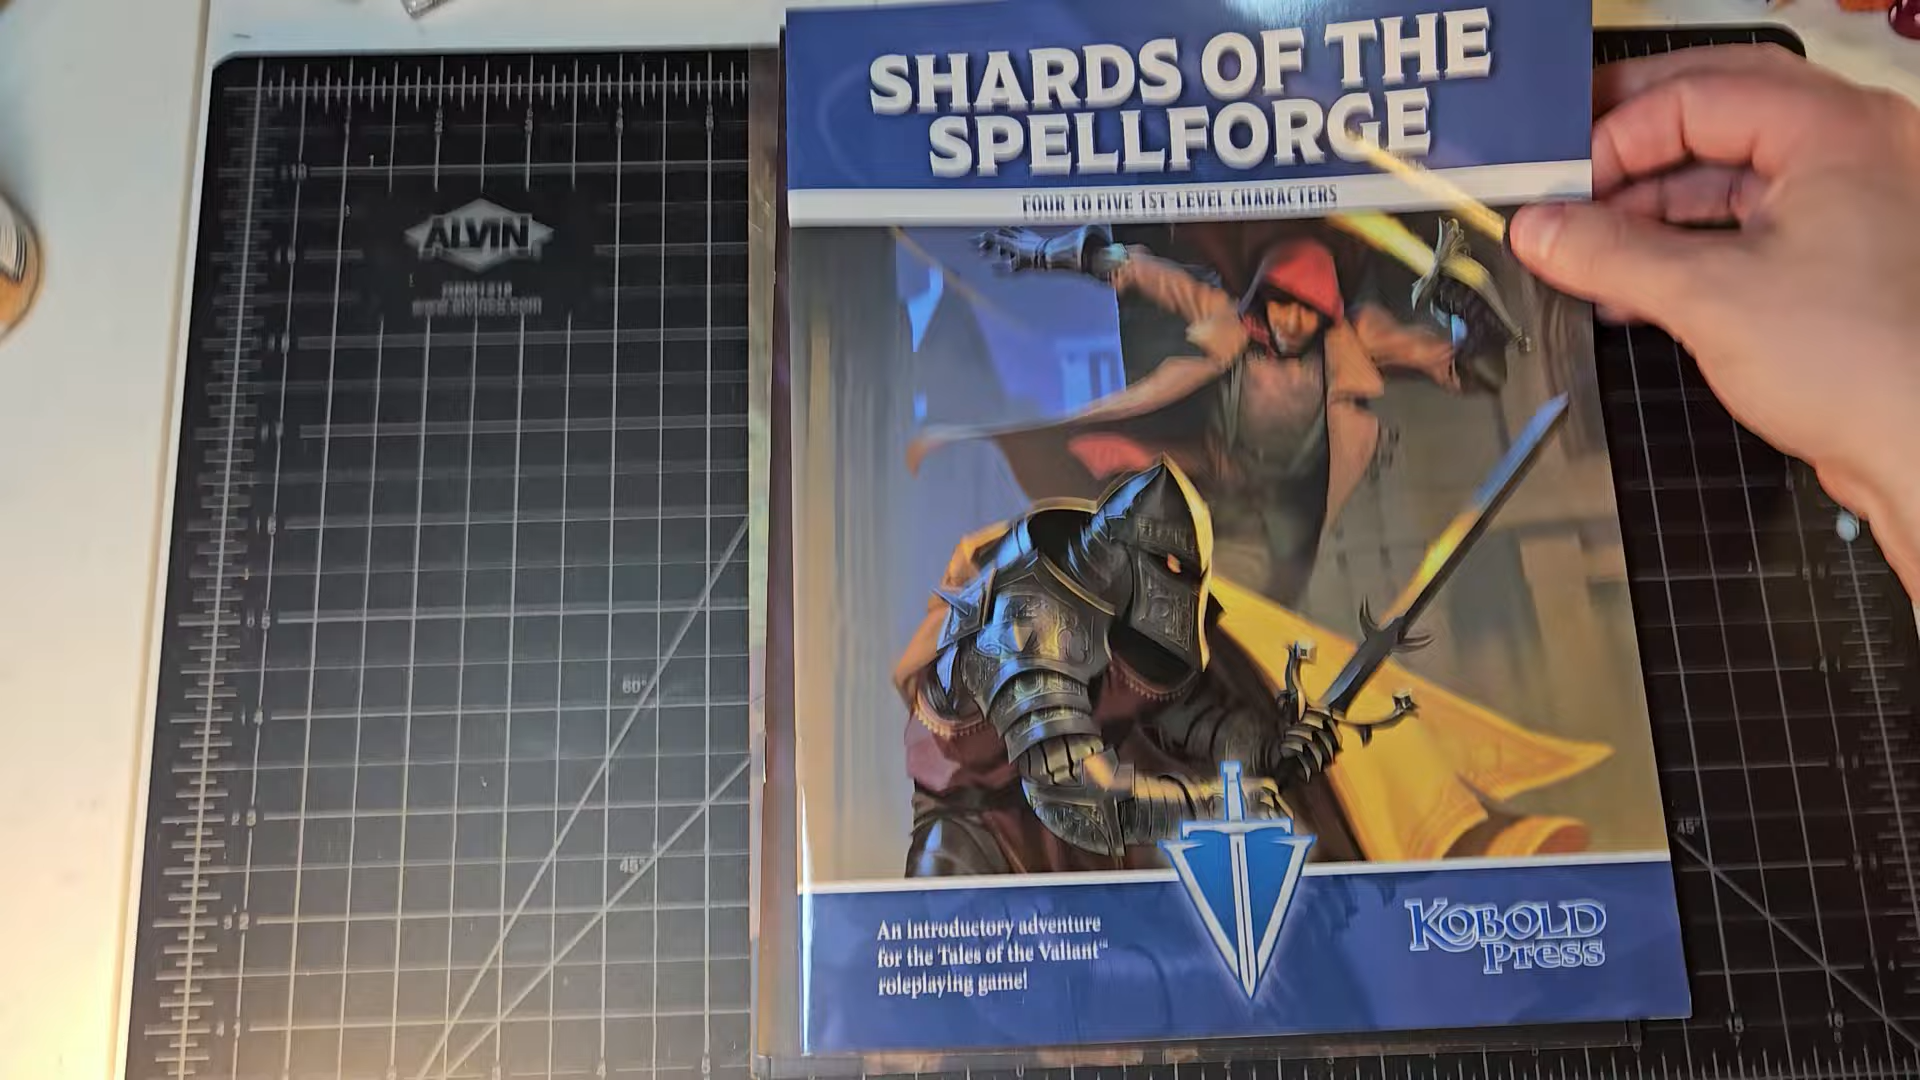 SHARDS OF THE
SPELLFORGE
FOUR TO FIVE 1ST-LEVEL CHARACTERS
ALVIN
www.alvinco.com
60°
45°
45°
An introductory adventure
for the Tales of the Valiant™
roleplaying game!
KOBOLD
Press